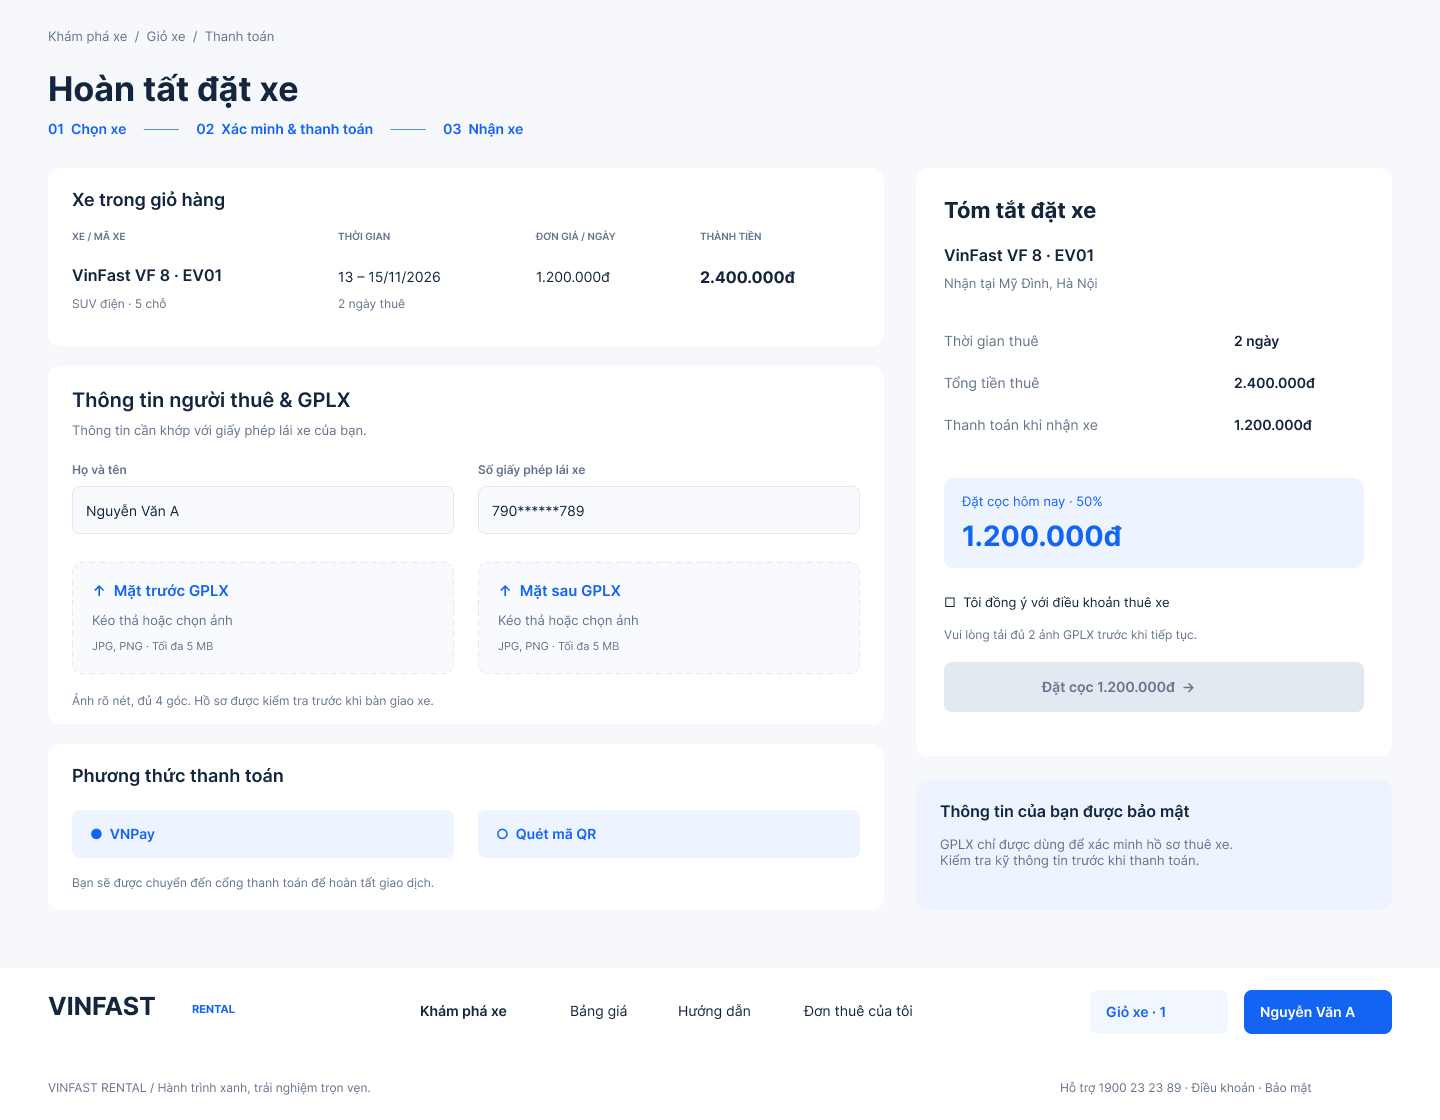 Khám phá xe / Giỏ xe / Thanh toán
Hoàn tất đặt xe
01 Chọn xe
02 Xác minh & thanh toán
03 Nhận xe
Xe trong giỏ hàng
XE / MÃ XE
THỜI GIAN
ĐƠN GIÁ / NGÀY
THÀNH TIỀN
VinFast VF 8 · EV01
13 – 15/11/2026
1.200.000đ
2.400.000đ
SUV điện · 5 chỗ
2 ngày thuê
Thông tin người thuê & GPLX
Thông tin cần khớp với giấy phép lái xe của bạn.
Họ và tên
Số giấy phép lái xe
Nguyễn Văn A
790******789
↑ Mặt trước GPLX
Kéo thả hoặc chọn ảnh
JPG, PNG · Tối đa 5 MB
↑ Mặt sau GPLX
Kéo thả hoặc chọn ảnh
JPG, PNG · Tối đa 5 MB
Ảnh rõ nét, đủ 4 góc. Hồ sơ được kiểm tra trước khi bàn giao xe.
Phương thức thanh toán
● VNPay
○ Quét mã QR
Bạn sẽ được chuyển đến cổng thanh toán để hoàn tất giao dịch.
Tóm tắt đặt xe
VinFast VF 8 · EV01
Nhận tại Mỹ Đình, Hà Nội
Thời gian thuê
2 ngày
Tổng tiền thuê
2.400.000đ
Thanh toán khi nhận xe
1.200.000đ
Đặt cọc hôm nay · 50%
1.200.000đ
☐ Tôi đồng ý với điều khoản thuê xe
Vui lòng tải đủ 2 ảnh GPLX trước khi tiếp tục.
Đặt cọc 1.200.000đ →
Thông tin của bạn được bảo mật
GPLX chỉ được dùng để xác minh hồ sơ thuê xe.
Kiểm tra kỹ thông tin trước khi thanh toán.
VINFAST
RENTAL
Khám phá xe
Bảng giá
Hướng dẫn
Đơn thuê của tôi
Giỏ xe · 1
Nguyễn Văn A
VINFAST RENTAL / Hành trình xanh, trải nghiệm trọn vẹn.
Hỗ trợ 1900 23 23 89 · Điều khoản · Bảo mật